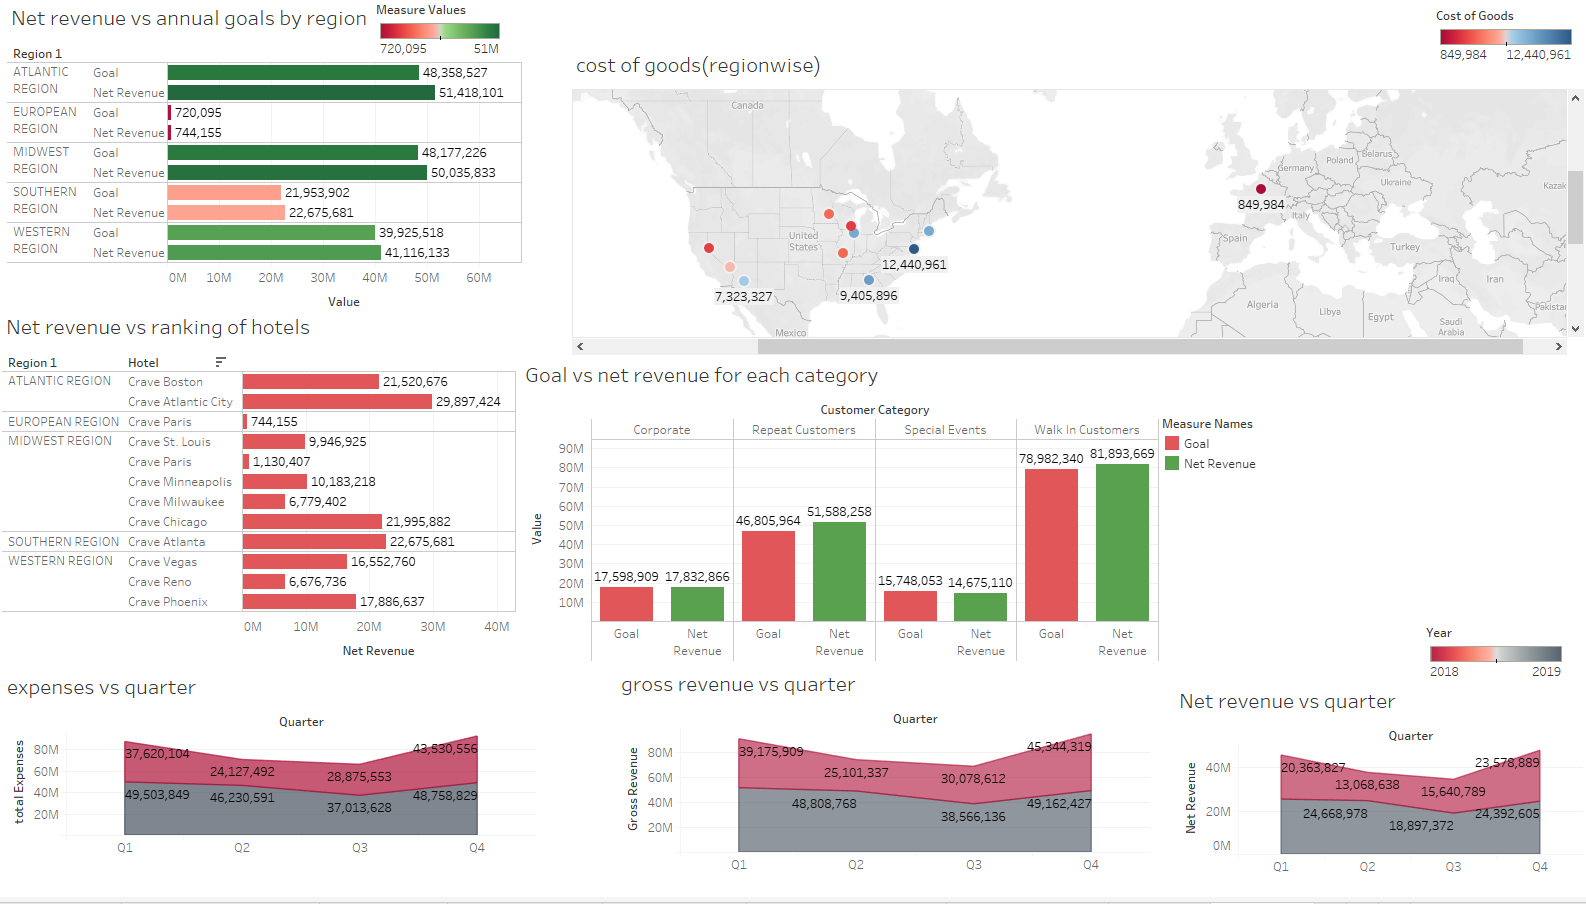 Net revenue vs annual goals by region
Measure Values
720,095 51M
Region 1
ATLANTIC REGION
Goal 48,358,527
Net Revenue 51,418,101
EUROPEAN REGION
Goal 720,095
Net Revenue 744,155
MIDWEST REGION
Goal 48,177,226
Net Revenue 50,035,833
SOUTHERN REGION
Goal 21,953,902
Net Revenue 22,675,681
WESTERN REGION
Goal 39,925,518
Net Revenue 41,116,133
0M 10M 20M 30M 40M 50M 60M
Value
cost of goods(regionwise)
Cost of Goods
849,984 12,440,961
Canada
United States
Mexico
7,323,327
9,405,896
12,440,961
849,984
Germany
Poland
Belarus
Ukraine
Kazak
Italy
Spain
Turkey
Iraq
Iran
Algeria
Libya
Egypt
Saudi Arabia
Pakista
Net revenue vs ranking of hotels
Region 1 Hotel
ATLANTIC REGION Crave Boston 21,520,676
Crave Atlantic City 29,897,424
EUROPEAN REGION Crave Paris 744,155
MIDWEST REGION Crave St. Louis 9,946,925
Crave Paris 1,130,407
Crave Minneapolis 10,183,218
Crave Milwaukee 6,779,402
Crave Chicago 21,995,882
SOUTHERN REGION Crave Atlanta 22,675,681
WESTERN REGION Crave Vegas 16,552,760
Crave Reno 6,676,736
Crave Phoenix 17,886,637
0M 10M 20M 30M 40M
Net Revenue
Goal vs net revenue for each category
Customer Category
Corporate Repeat Customers Special Events Walk In Customers
Measure Names
Goal
Net Revenue
90M
80M
70M
60M
50M
40M
30M
20M
10M
Value
17,598,909 17,832,866
46,805,964 51,588,258
15,748,053 14,675,110
78,982,340 81,893,669
Goal Net Revenue Goal Net Revenue Goal Net Revenue Goal Net Revenue
Year
2018 2019
expenses vs quarter
Quarter
total Expenses
80M
60M
40M
20M
37,620,104 24,127,492 28,875,553 43,530,556
49,503,849 46,230,591 37,013,628 48,758,829
Q1 Q2 Q3 Q4
gross revenue vs quarter
Quarter
Gross Revenue
80M
60M
40M
20M
39,175,909 25,101,337 30,078,612 45,344,319
48,808,768 38,566,136 49,162,427
Q1 Q2 Q3 Q4
Net revenue vs quarter
Quarter
Net Revenue
40M
20M
0M
20,363,827 13,068,638 15,640,789 23,578,889
24,668,978 18,897,372 24,392,605
Q1 Q2 Q3 Q4